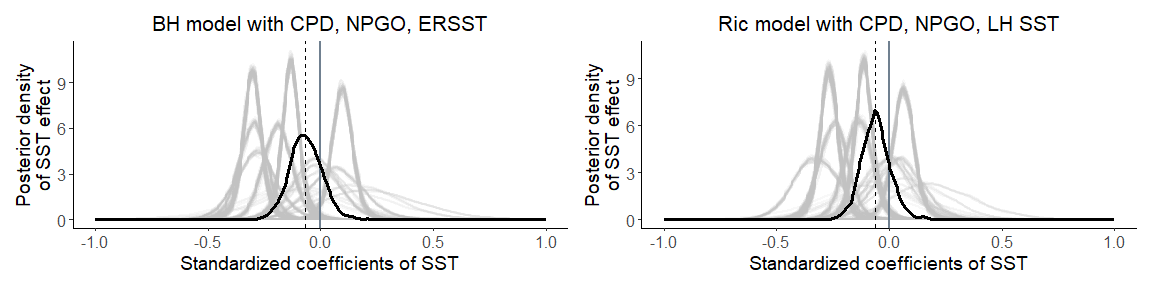 BH model with CPD, NPGO, ERSST
Posterior density
of SST effect
9
6
3
0
-1.0 -0.5 0.0 0.5 1.0
Standardized coefficients of SST
Ric model with CPD, NPGO, LH SST
Posterior density
of SST effect
9
6
3
0
-1.0 -0.5 0.0 0.5 1.0
Standardized coefficients of SST